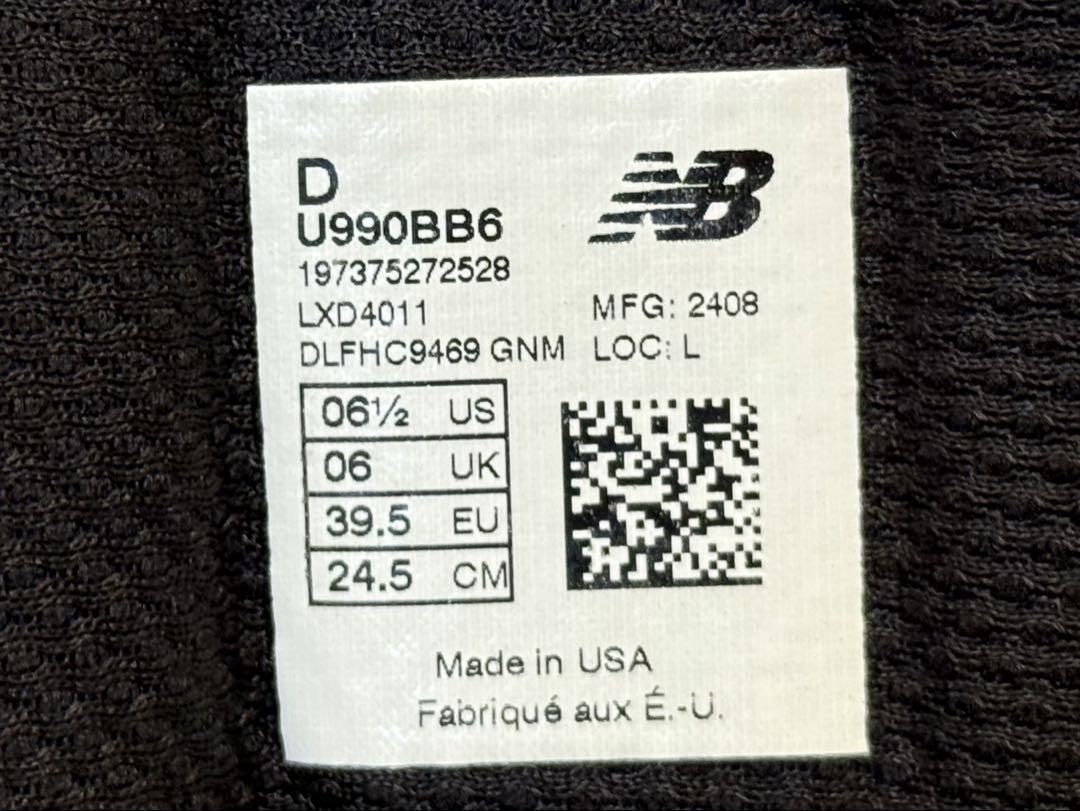 D
NB
U990BB6
197375272528
LXD4011 MFG: 2408
DLFHC9469 GNM LOC: L
06½ US
06 UK
39.5 EU
24.5 CM
Made in USA
Fabriqué aux É.-U.